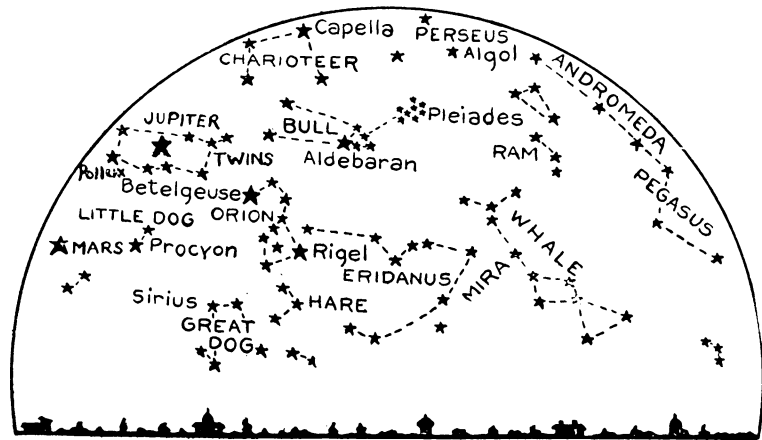 Capella
PERSEUS
Algol
CHARIOTEER
ANDROMEDA
JUPITER
BULL
Pleiades
Aldebaran
RAM
TWINS
Pollux
Betelgeuse
PEGASUS
LITTLE DOG
ORION
WHALE
MARS
Procyon
Rigel
ERIDANUS
MIRA
Sirius
HARE
GREAT
DOG